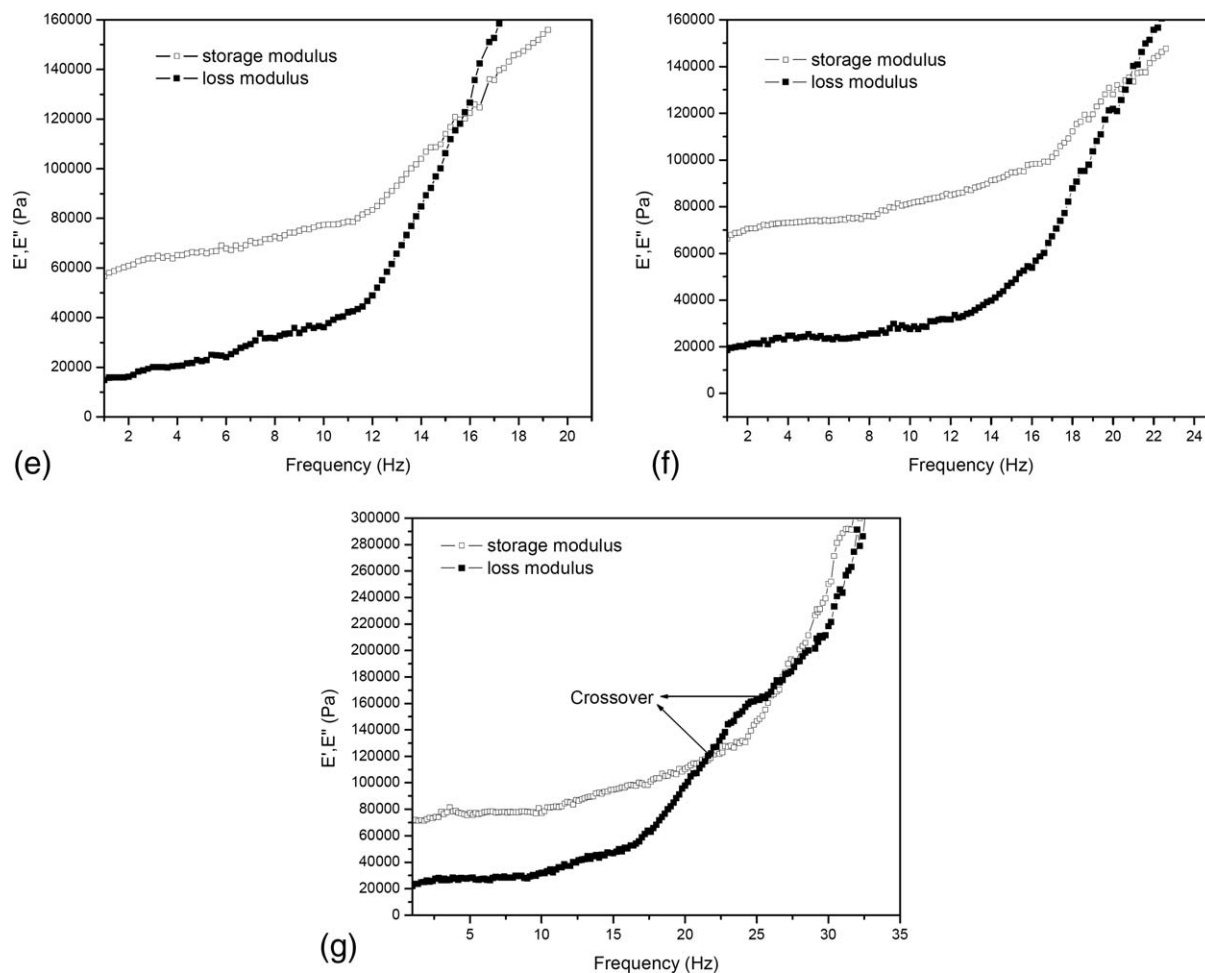 160000
140000
120000
100000
80000
60000
40000
20000
0
E',E'' (Pa)
storage modulus
loss modulus
2 4 6 8 10 12 14 16 18 20
Frequency (Hz)
(e)
160000
140000
120000
100000
80000
60000
40000
20000
0
E',E'' (Pa)
storage modulus
loss modulus
2 4 6 8 10 12 14 16 18 20 22 24
Frequency (Hz)
(f)
300000
280000
260000
240000
220000
200000
180000
160000
140000
120000
100000
80000
60000
40000
20000
0
E',E'' (Pa)
storage modulus
loss modulus
Crossover
5 10 15 20 25 30 35
Frequency (Hz)
(g)